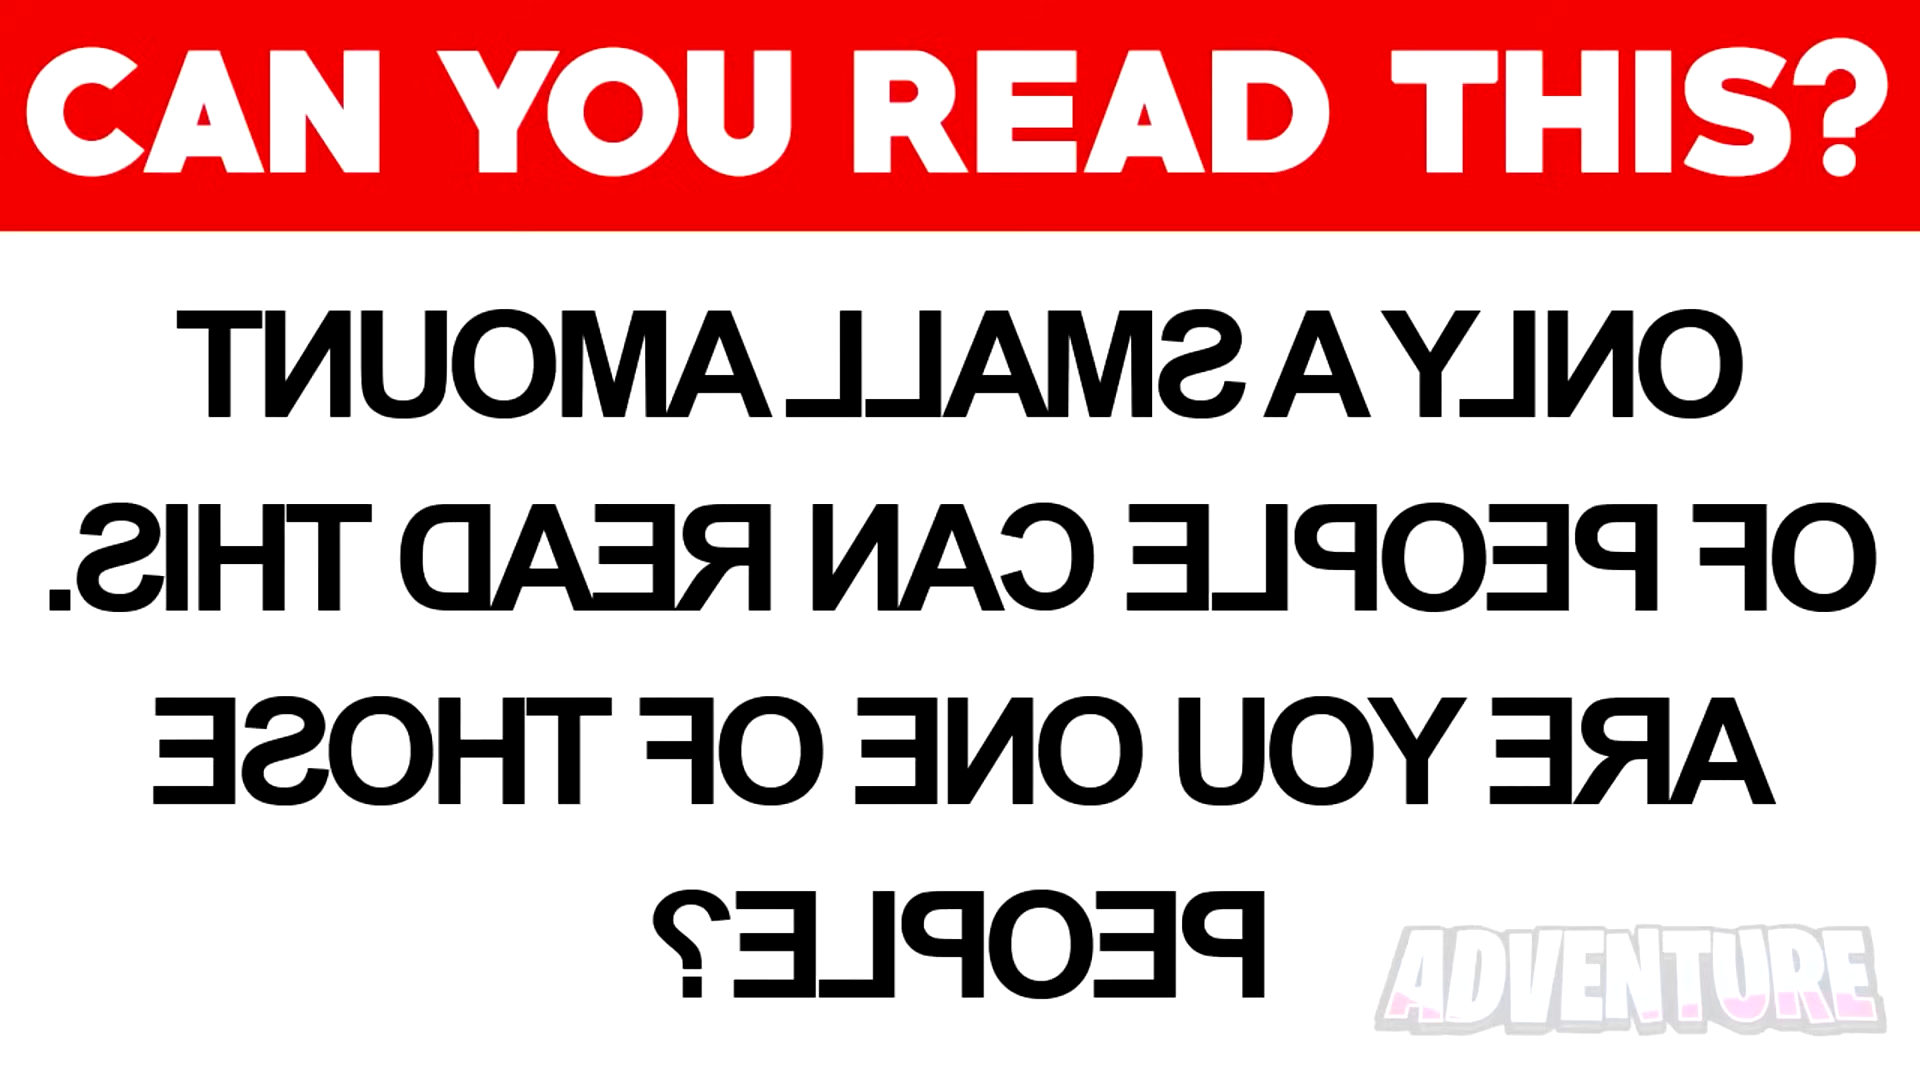 CAN YOU READ THIS?
ONLY A SMALL AMOUNT
OF PEOPLE CAN READ THIS.
ARE YOU ONE OF THOSE
PEOPLE?
ADVENTURE